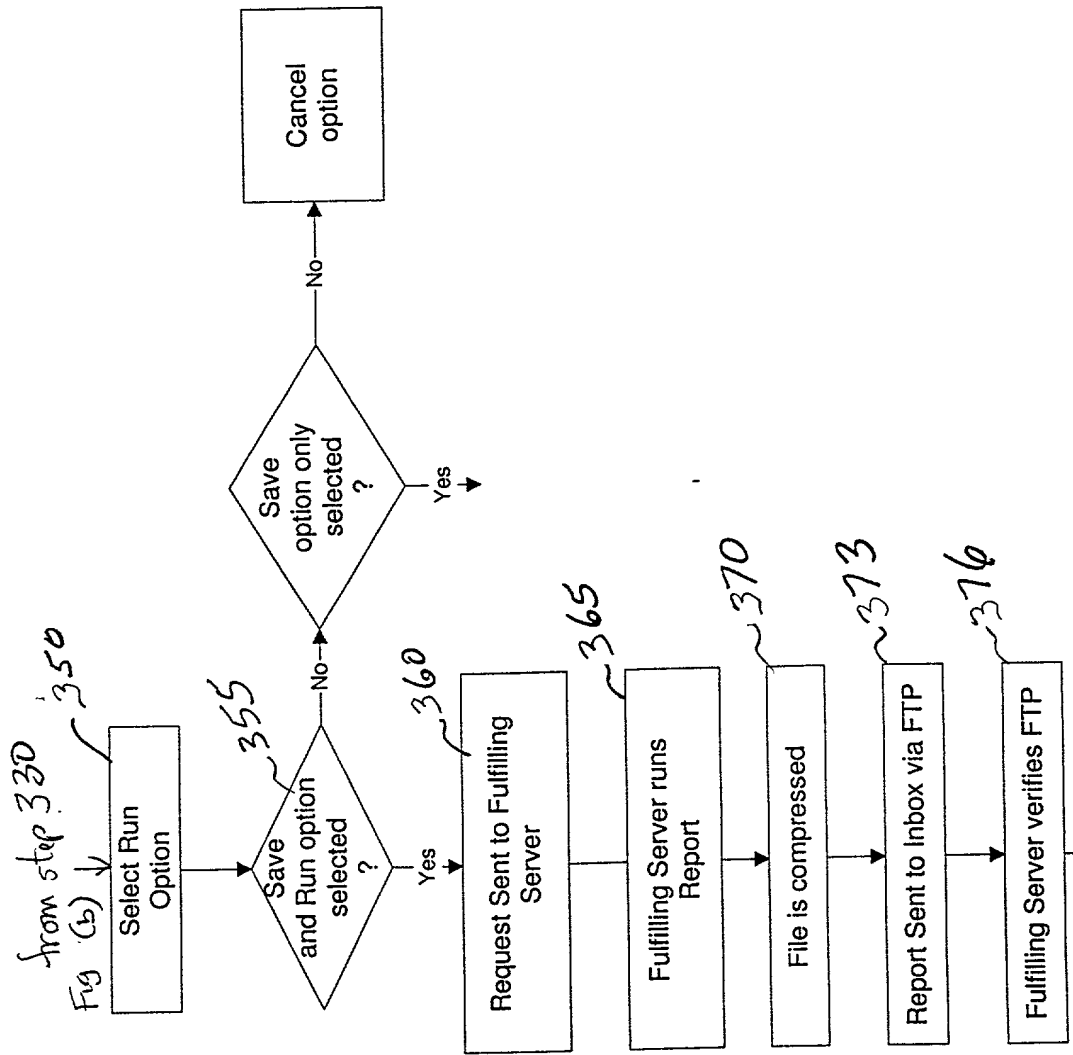 from step 330
Fig (b)
350
Select Run
Option
355
Save
and Run option
selected
?
No
Save
option only
selected
?
No
Cancel
option
Yes
Yes
360
Request Sent to Fulfilling
Server
365
Fulfilling Server runs
Report
370
File is compressed
373
Report Sent to Inbox via FTP
376
Fulfilling Server verifies FTP